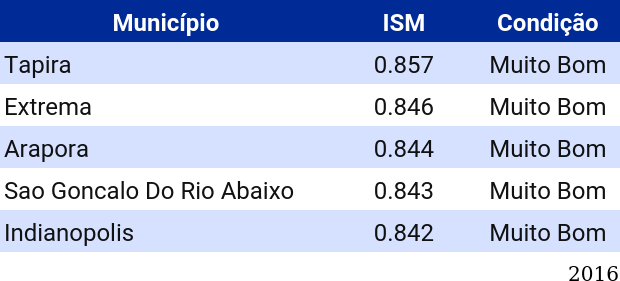 Município ISM Condição
Tapira 0.857 Muito Bom
Extrema 0.846 Muito Bom
Arapora 0.844 Muito Bom
Sao Goncalo Do Rio Abaixo 0.843 Muito Bom
Indianopolis 0.842 Muito Bom
2016